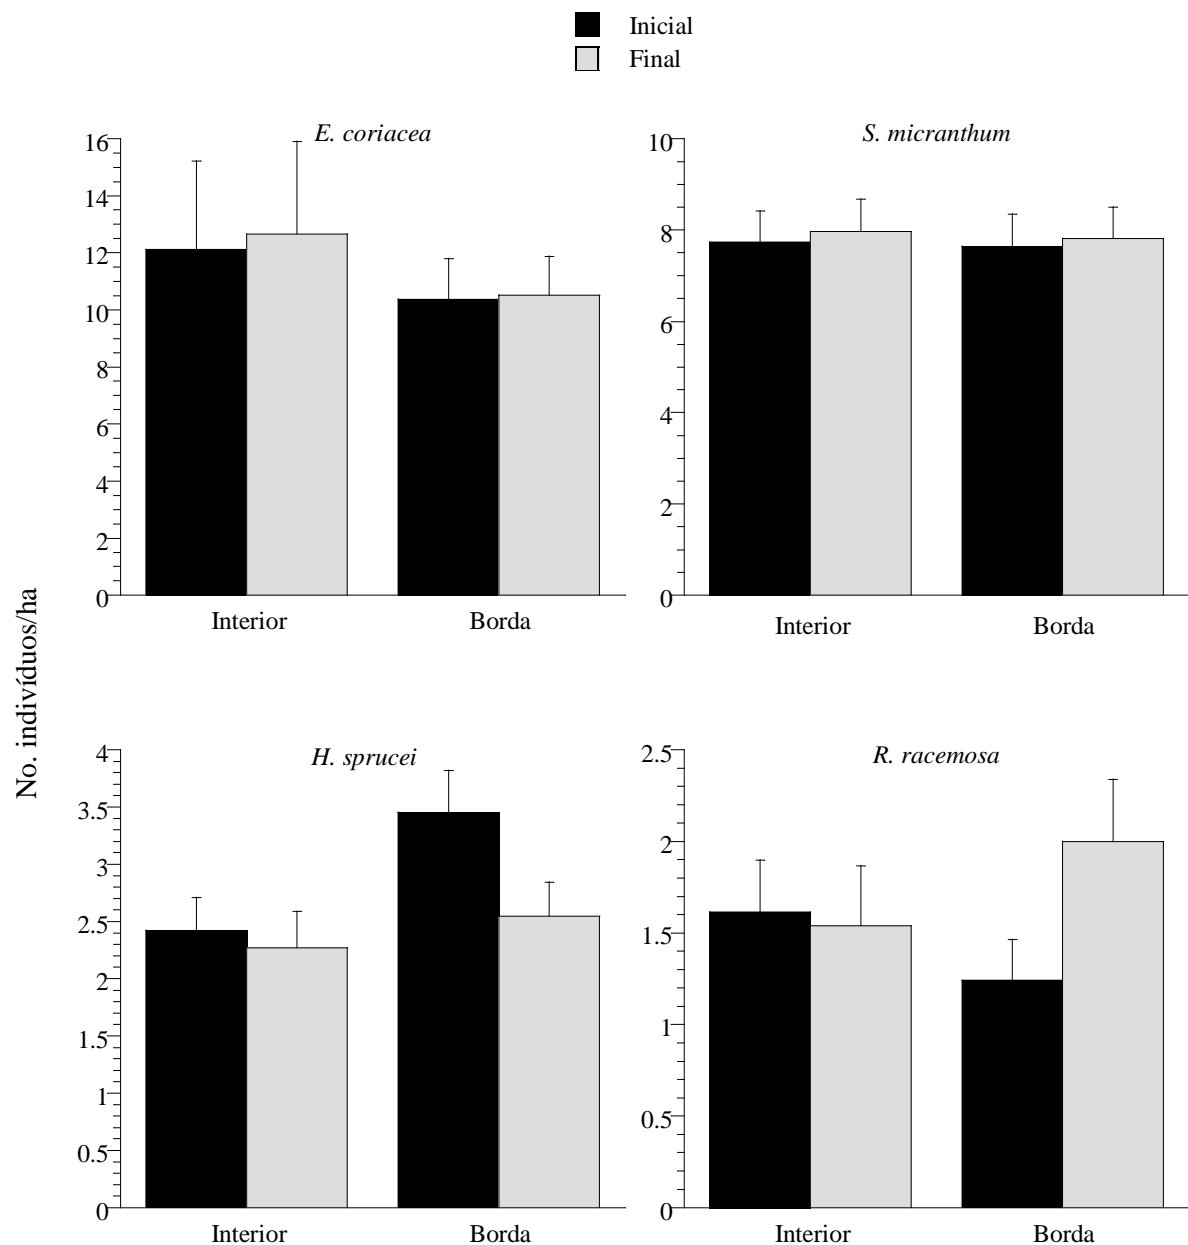 Inicial
Final
E. coriacea
16
14
12
10
8
6
4
2
0
Interior Borda
S. micranthum
10
8
6
4
2
0
Interior Borda
No. indivíduos/ha
H. sprucei
4
3.5
3
2.5
2
1.5
1
0.5
0
Interior Borda
R. racemosa
2.5
2
1.5
1
0.5
0
Interior Borda